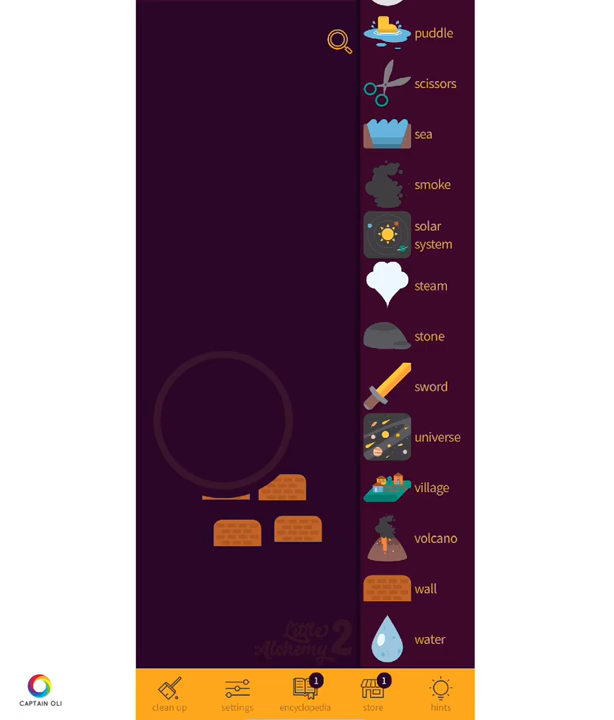 puddle
scissors
sea
smoke
solar
system
steam
stone
sword
universe
village
volcano
wall
water
Little
Alchemy 2
clean up
settings
1
encyclopedia
1
store
hints
CAPTAIN OLI